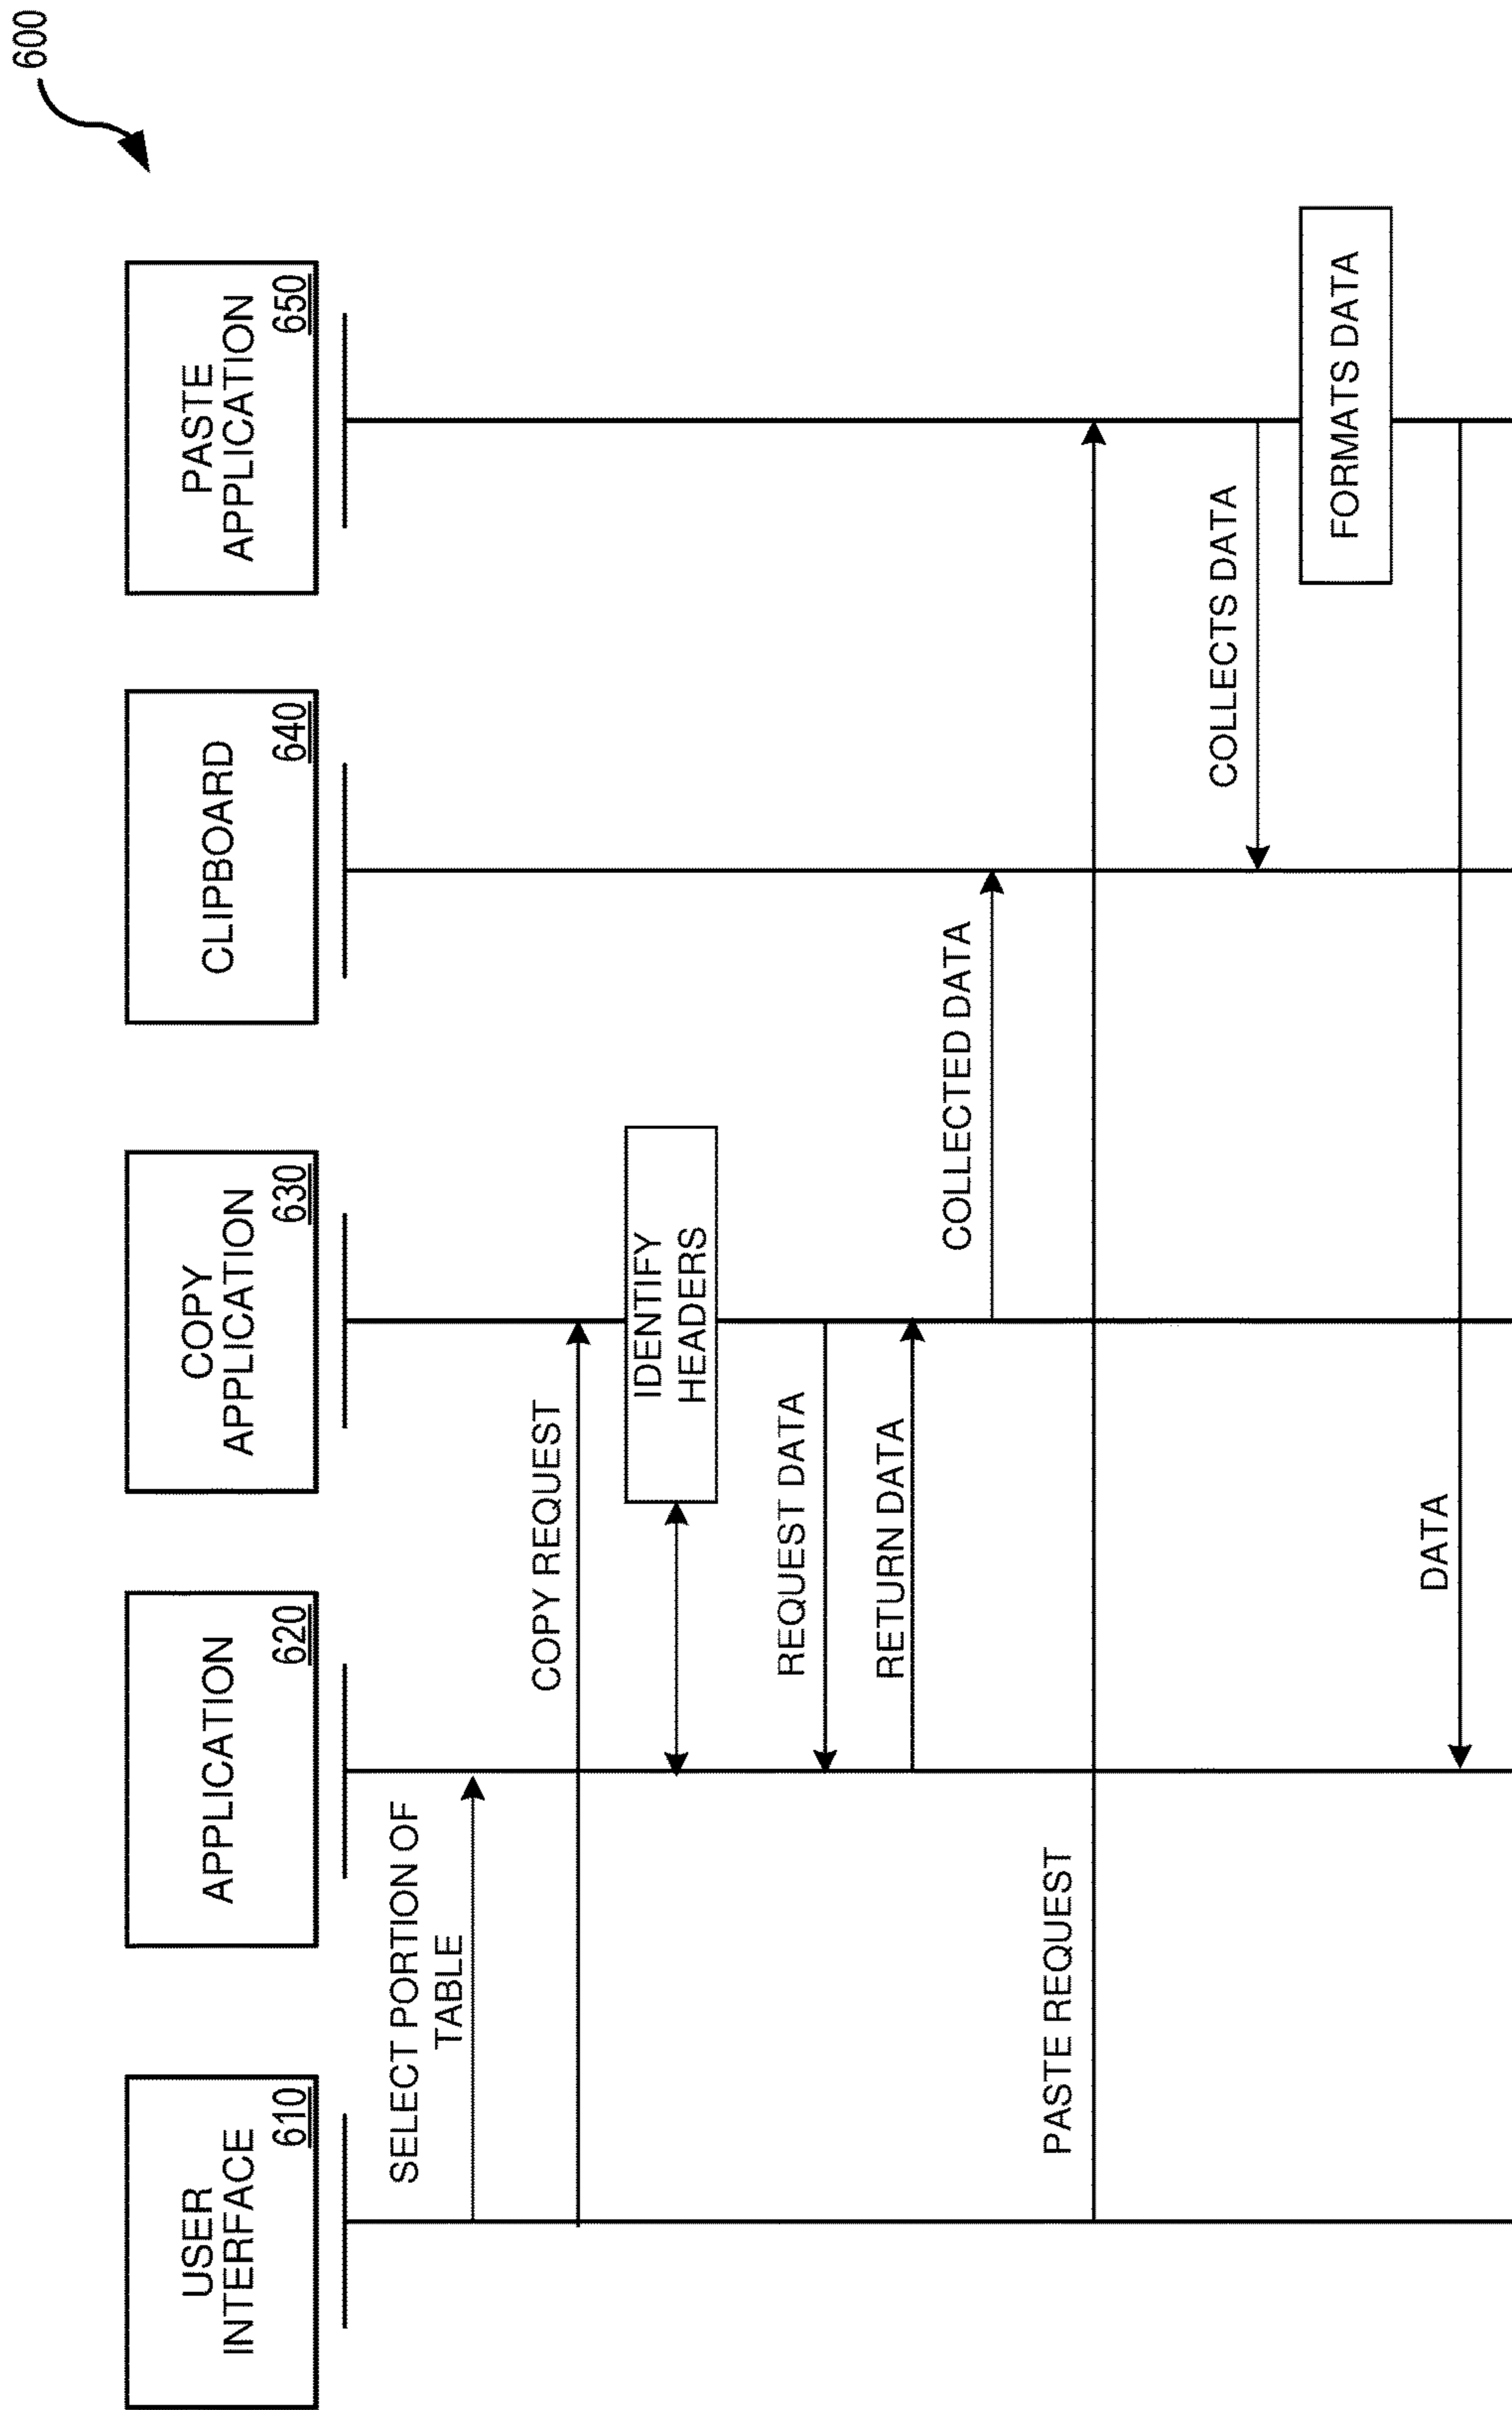 600
USER
INTERFACE
610
APPLICATION
620
COPY
APPLICATION
630
CLIPBOARD
640
PASTE
APPLICATION
650
SELECT PORTION OF
TABLE
COPY REQUEST
IDENTIFY
HEADERS
REQUEST DATA
RETURN DATA
COLLECTED DATA
PASTE REQUEST
COLLECTS DATA
FORMATS DATA
DATA